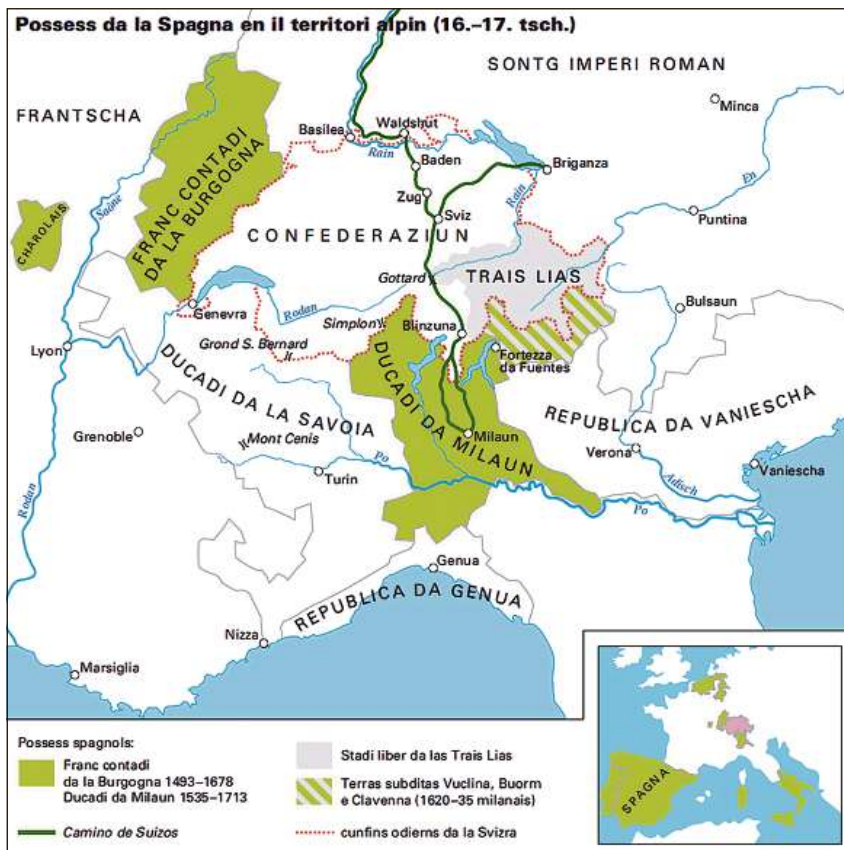 Possess da la Spagna en il territori alpin (16.–17. tsch.)
SONTG IMPERI ROMAN
FRANTSCHA
Minca
Waldshut
Basilea
Rain
Baden
Briganza
En
Zug
Rain
Saône
FRANC CONTADI
DA LA BURGOGNA
Sviz
Puntina
CHAROLAIS
CONFEDERAZIUN
Gottard
TRAIS LIAS
Rodan
Genevra
Simplon
Blinzuna
Bulsaun
Grond S. Bernard
Fortezza
da Fuentes
Lyon
DUCADI DA LA SAVOIA
DUCADI DA MILAUN
REPUBLICA DA VANIESCHA
Grenoble
Mont Cenis
Milaun
Verona
Vaniescha
Po
Turin
Adisch
Rodan
Po
Genua
REPUBLICA DA GENUA
Nizza
Marsiglia
Possess spagnols:
Franc contadi
da la Burgogna 1493–1678
Ducadi da Milaun 1535–1713
Camino de Suizos
Stadi liber da las Trais Lias
Terras subditas Vuclina, Buorm
e Clavenna (1620–35 milanais)
cunfins odierns da la Svizra
SPAGNA